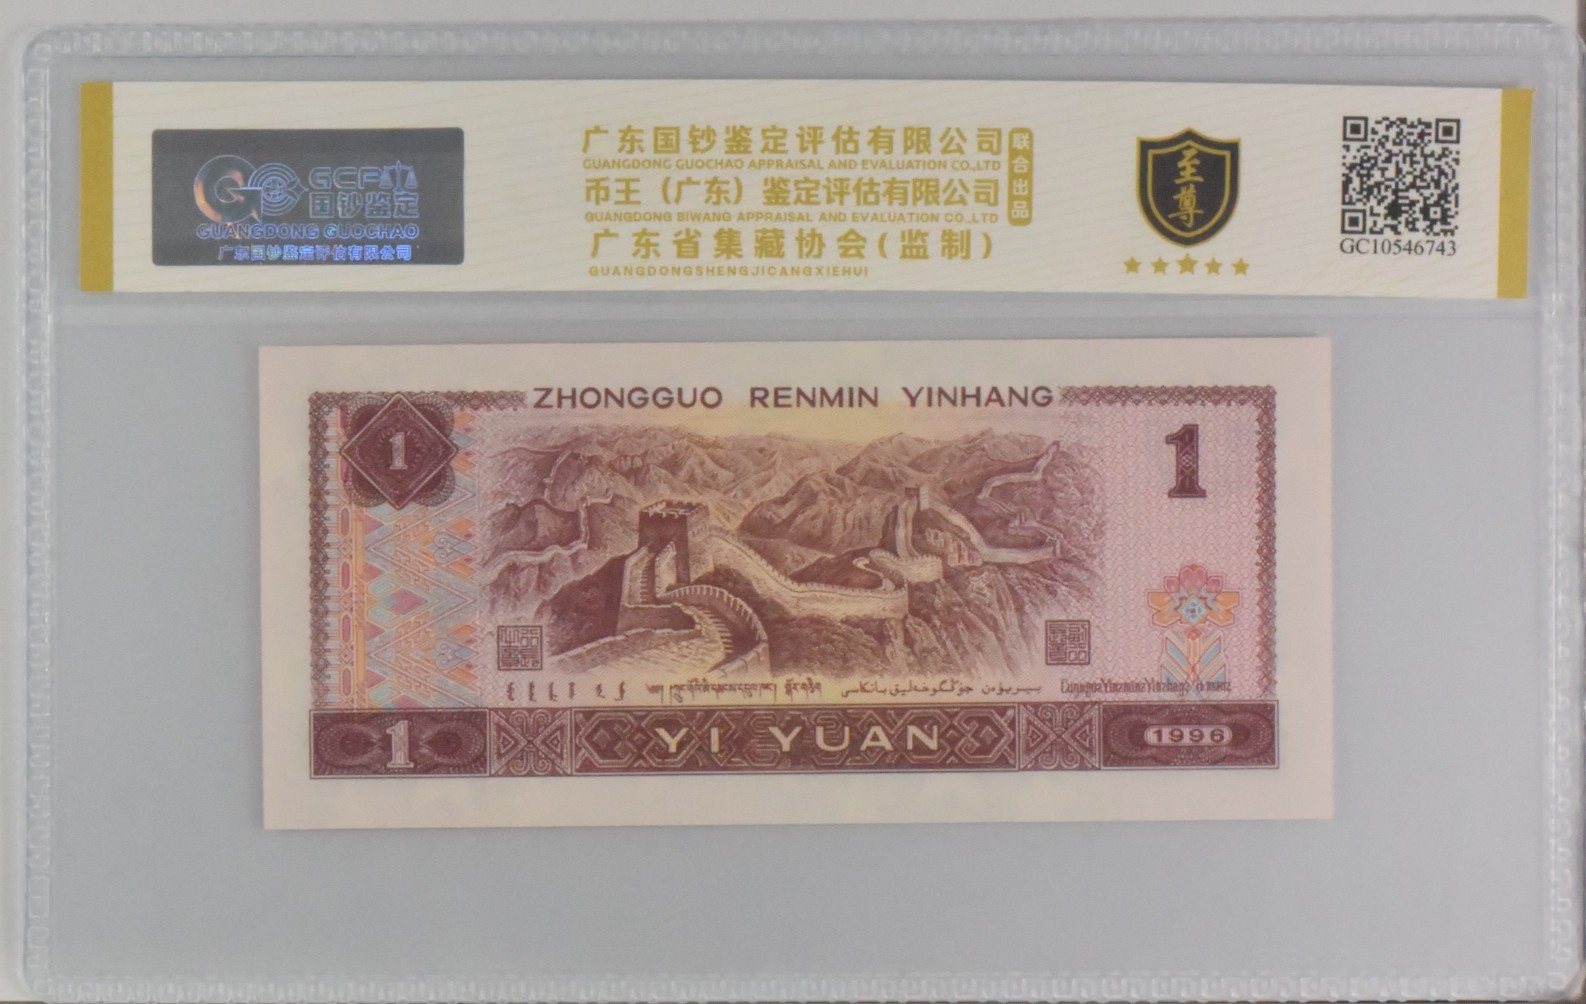 GCP
国钞鉴定
GUANGDONG GUOCHAO
广东国钞鉴定评估有限公司
广东国钞鉴定评估有限公司
GUANGDONG GUOCHAO APPRAISAL AND EVALUATION CO.,LTD
币王（广东）鉴定评估有限公司
GUANGDONG BIWANG APPRAISAL AND EVALUATION CO.,LTD
广东省集藏协会(监制)
GUANGDONGSHENGJICANGXIEHUI
联合出品
至尊
GC10546743
ZHONGGUO RENMIN YINHANG
1
1
1
YI YUAN
1996